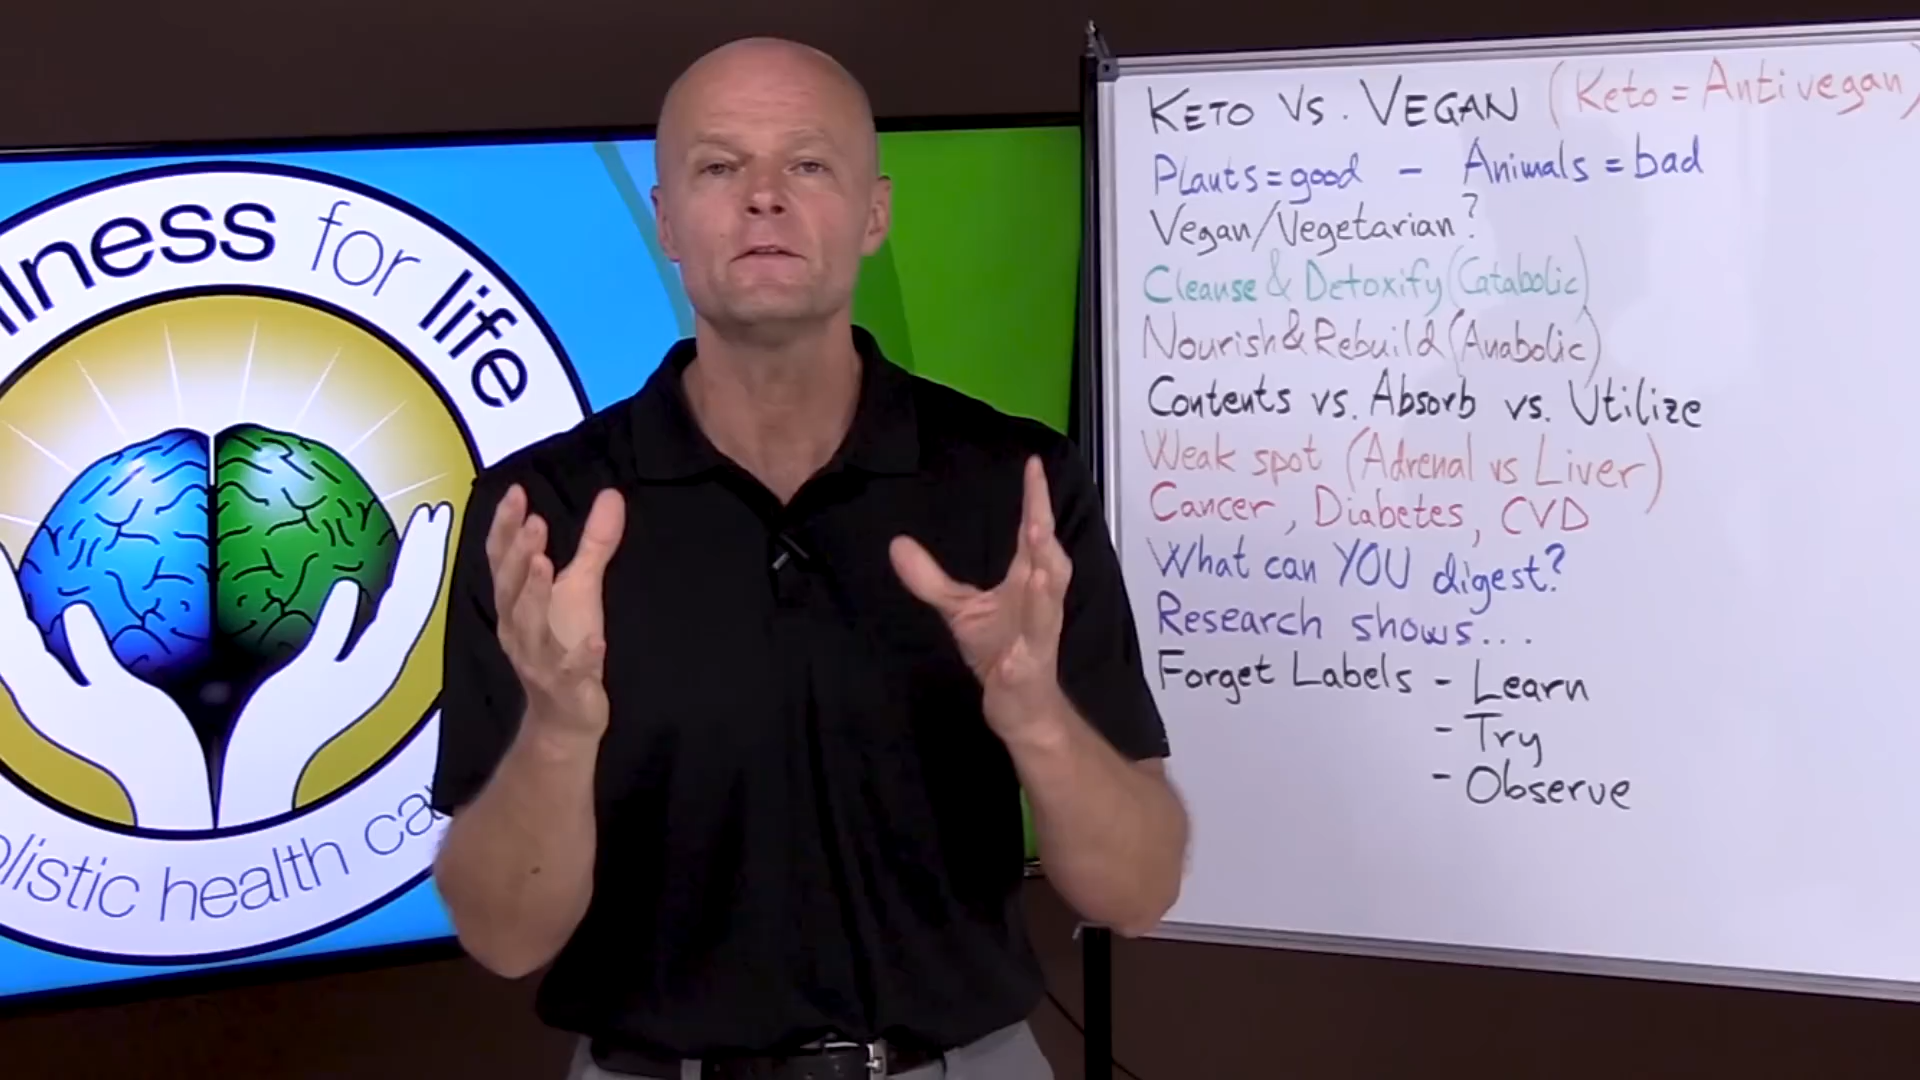 llness for life
olistic health ca
KETO VS. VEGAN (Keto = Antivegan)
Plants = good - Animals = bad
Vegan/Vegetarian?
Cleanse & Detoxify (Catabolic)
Nourish & Rebuild (Anabolic)
Contents vs. Absorb vs. Utilize
Weak spot (Adrenal vs Liver)
Cancer, Diabetes, CVD
What can YOU digest?
Research shows...
Forget Labels - Learn
- Try
- Observe